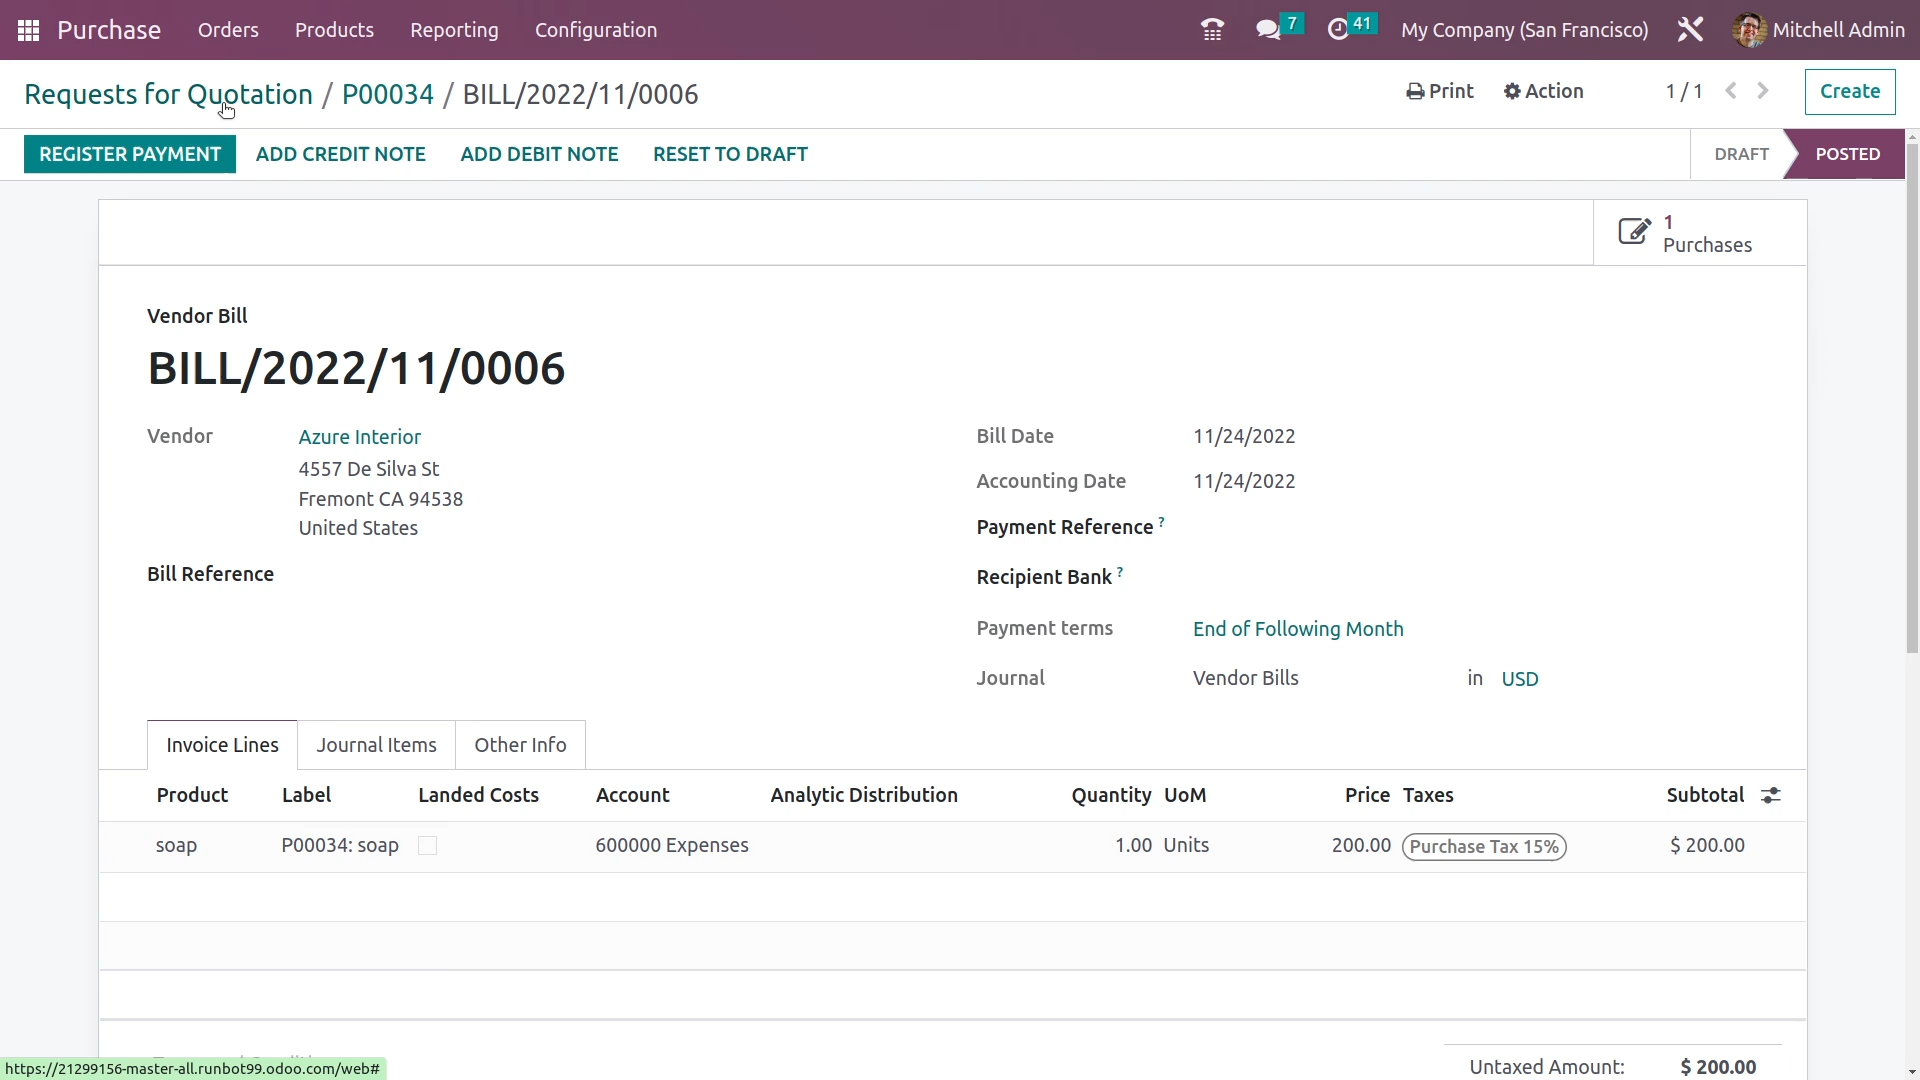 Purchase Orders Products Reporting Configuration 7 41 My Company (San Francisco) Mitchell Admin
Requests for Quotation / P00034 / BILL/2022/11/0006 Print Action 1 / 1 Create
REGISTER PAYMENT ADD CREDIT NOTE ADD DEBIT NOTE RESET TO DRAFT DRAFT POSTED
1
Purchases
Vendor Bill
BILL/2022/11/0006
Vendor Azure Interior
4557 De Silva St
Fremont CA 94538
United States
Bill Reference
Bill Date 11/24/2022
Accounting Date 11/24/2022
Payment Reference ?
Recipient Bank ?
Payment terms End of Following Month
Journal Vendor Bills in USD
Invoice Lines Journal Items Other Info
Product Label Landed Costs Account Analytic Distribution Quantity UoM Price Taxes Subtotal
soap P00034: soap 600000 Expenses 1.00 Units 200.00 Purchase Tax 15% $ 200.00
Untaxed Amount: $ 200.00
https://21299156-master-all.runbot99.odoo.com/web#